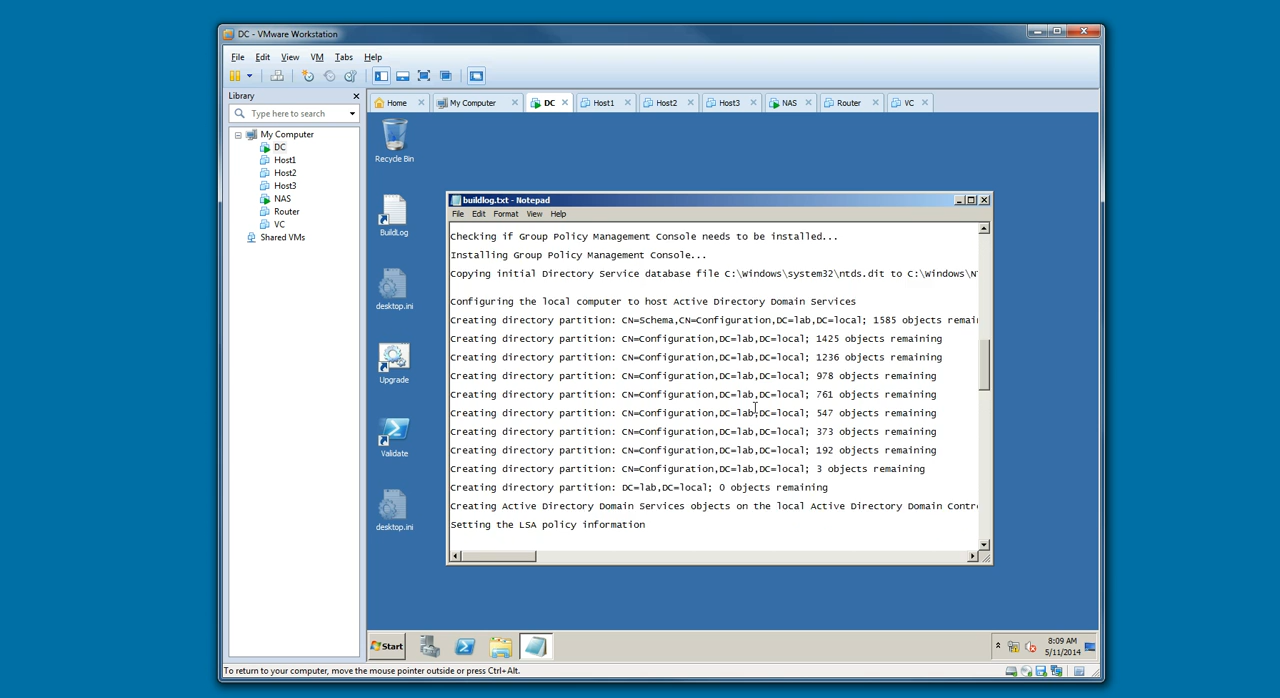 DC - VMware Workstation
File Edit View VM Tabs Help
Library
Type here to search
My Computer
DC
Host1
Host2
Host3
NAS
Router
VC
Shared VMs
Home My Computer DC Host1 Host2 Host3 NAS Router VC
Recycle Bin
BuildLog
desktop.ini
Upgrade
Validate
desktop.ini
buildlog.txt - Notepad
File Edit Format View Help
Checking if Group Policy Management Console needs to be installed...
Installing Group Policy Management Console...
Copying initial Directory Service database file C:\Windows\system32\ntds.dit to C:\Windows\N
Configuring the local computer to host Active Directory Domain Services
Creating directory partition: CN=Schema,CN=Configuration,DC=lab,DC=local; 1585 objects remai
Creating directory partition: CN=Configuration,DC=lab,DC=local; 1425 objects remaining
Creating directory partition: CN=Configuration,DC=lab,DC=local; 1236 objects remaining
Creating directory partition: CN=Configuration,DC=lab,DC=local; 978 objects remaining
Creating directory partition: CN=Configuration,DC=lab,DC=local; 761 objects remaining
Creating directory partition: CN=Configuration,DC=lab,DC=local; 547 objects remaining
Creating directory partition: CN=Configuration,DC=lab,DC=local; 373 objects remaining
Creating directory partition: CN=Configuration,DC=lab,DC=local; 192 objects remaining
Creating directory partition: CN=Configuration,DC=lab,DC=local; 3 objects remaining
Creating directory partition: DC=lab,DC=local; 0 objects remaining
Creating Active Directory Domain Services objects on the local Active Directory Domain Contr
Setting the LSA policy information
Start
8:09 AM
5/11/2014
To return to your computer, move the mouse pointer outside or press Ctrl+Alt.